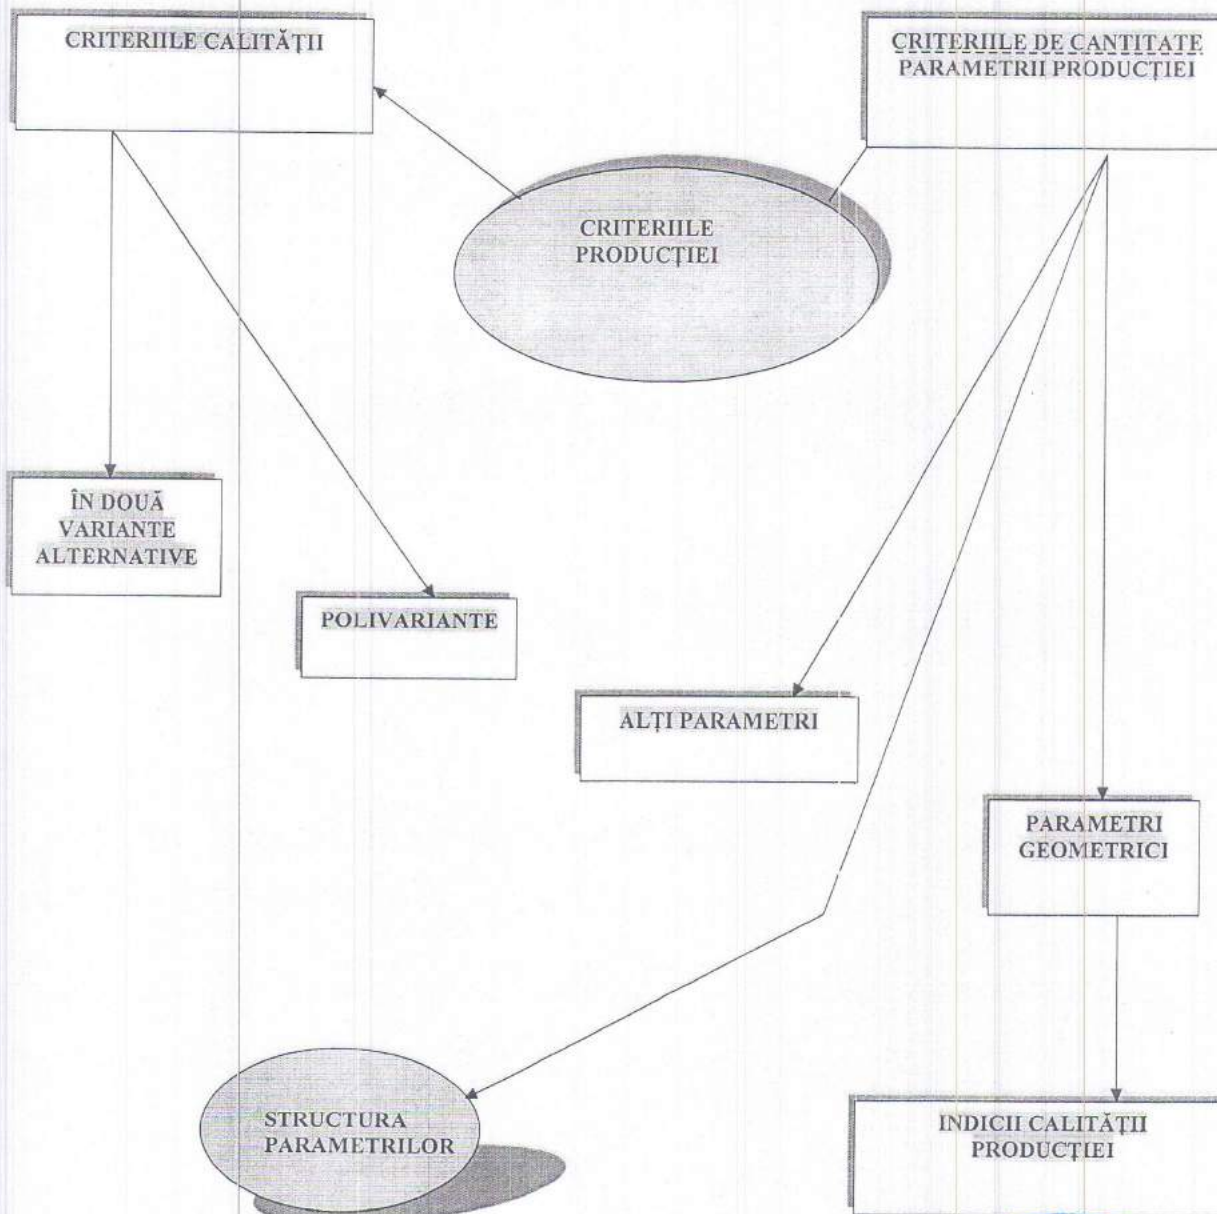 CRITERIILE CALITĂȚII
CRITERIILE DE CANTITATE
PARAMETRII PRODUCȚIEI
CRITERIILE
PRODUCȚIEI
ÎN DOUĂ
VARIANTE
ALTERNATIVE
POLIVARIANTE
ALȚI PARAMETRI
PARAMETRI
GEOMETRICI
STRUCTURA
PARAMETRILOR
INDICII CALITĂȚII
PRODUCȚIEI